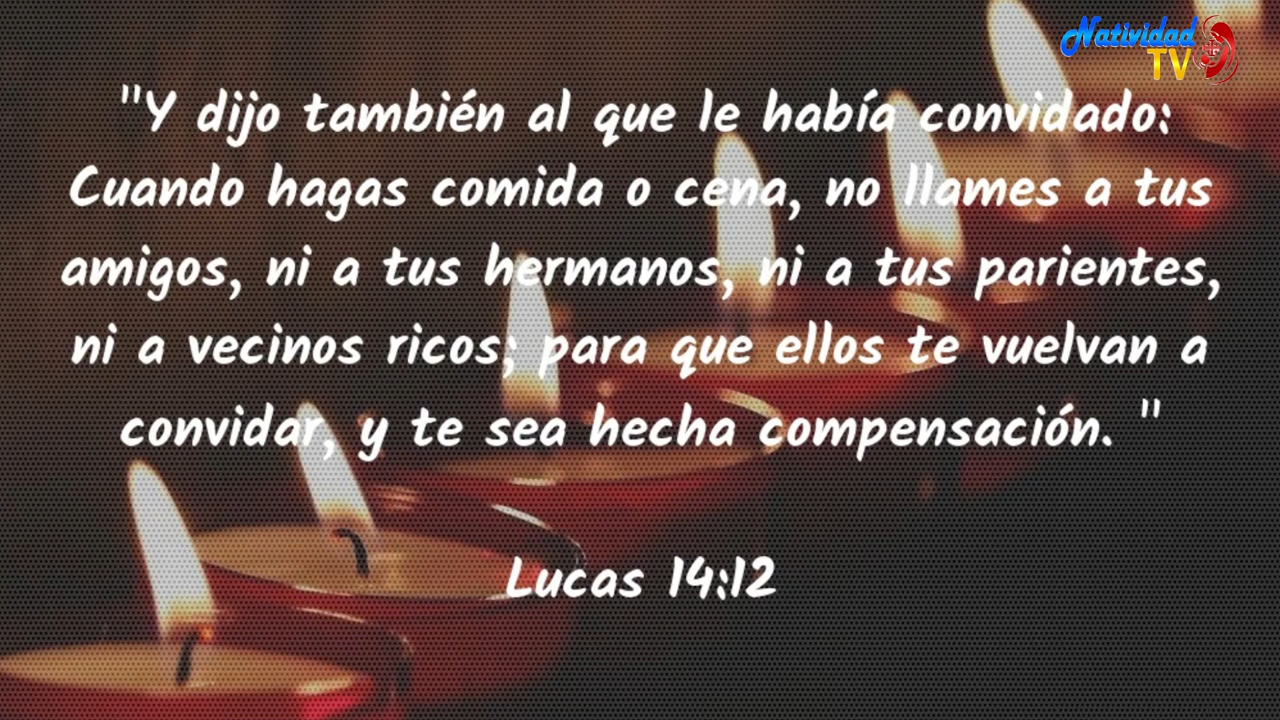 Natividad
TV
"Y dijo también al que le había convidado:
Cuando hagas comida o cena, no llames a tus
amigos, ni a tus hermanos, ni a tus parientes,
ni a vecinos ricos; para que ellos te vuelvan a
convidar, y te sea hecha compensación. "
Lucas 14:12